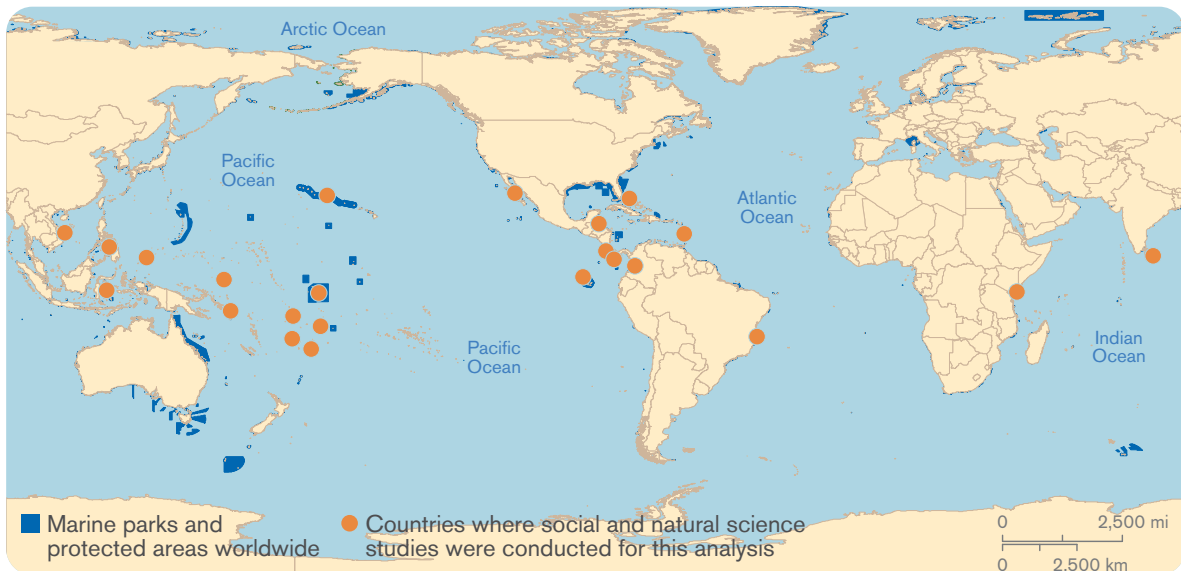 Arctic Ocean
Pacific
Ocean
Atlantic
Ocean
Pacific
Ocean
Indian
Ocean
Marine parks and
protected areas worldwide
Countries where social and natural science
studies were conducted for this analysis
0 2,500 mi
0 2,500 km